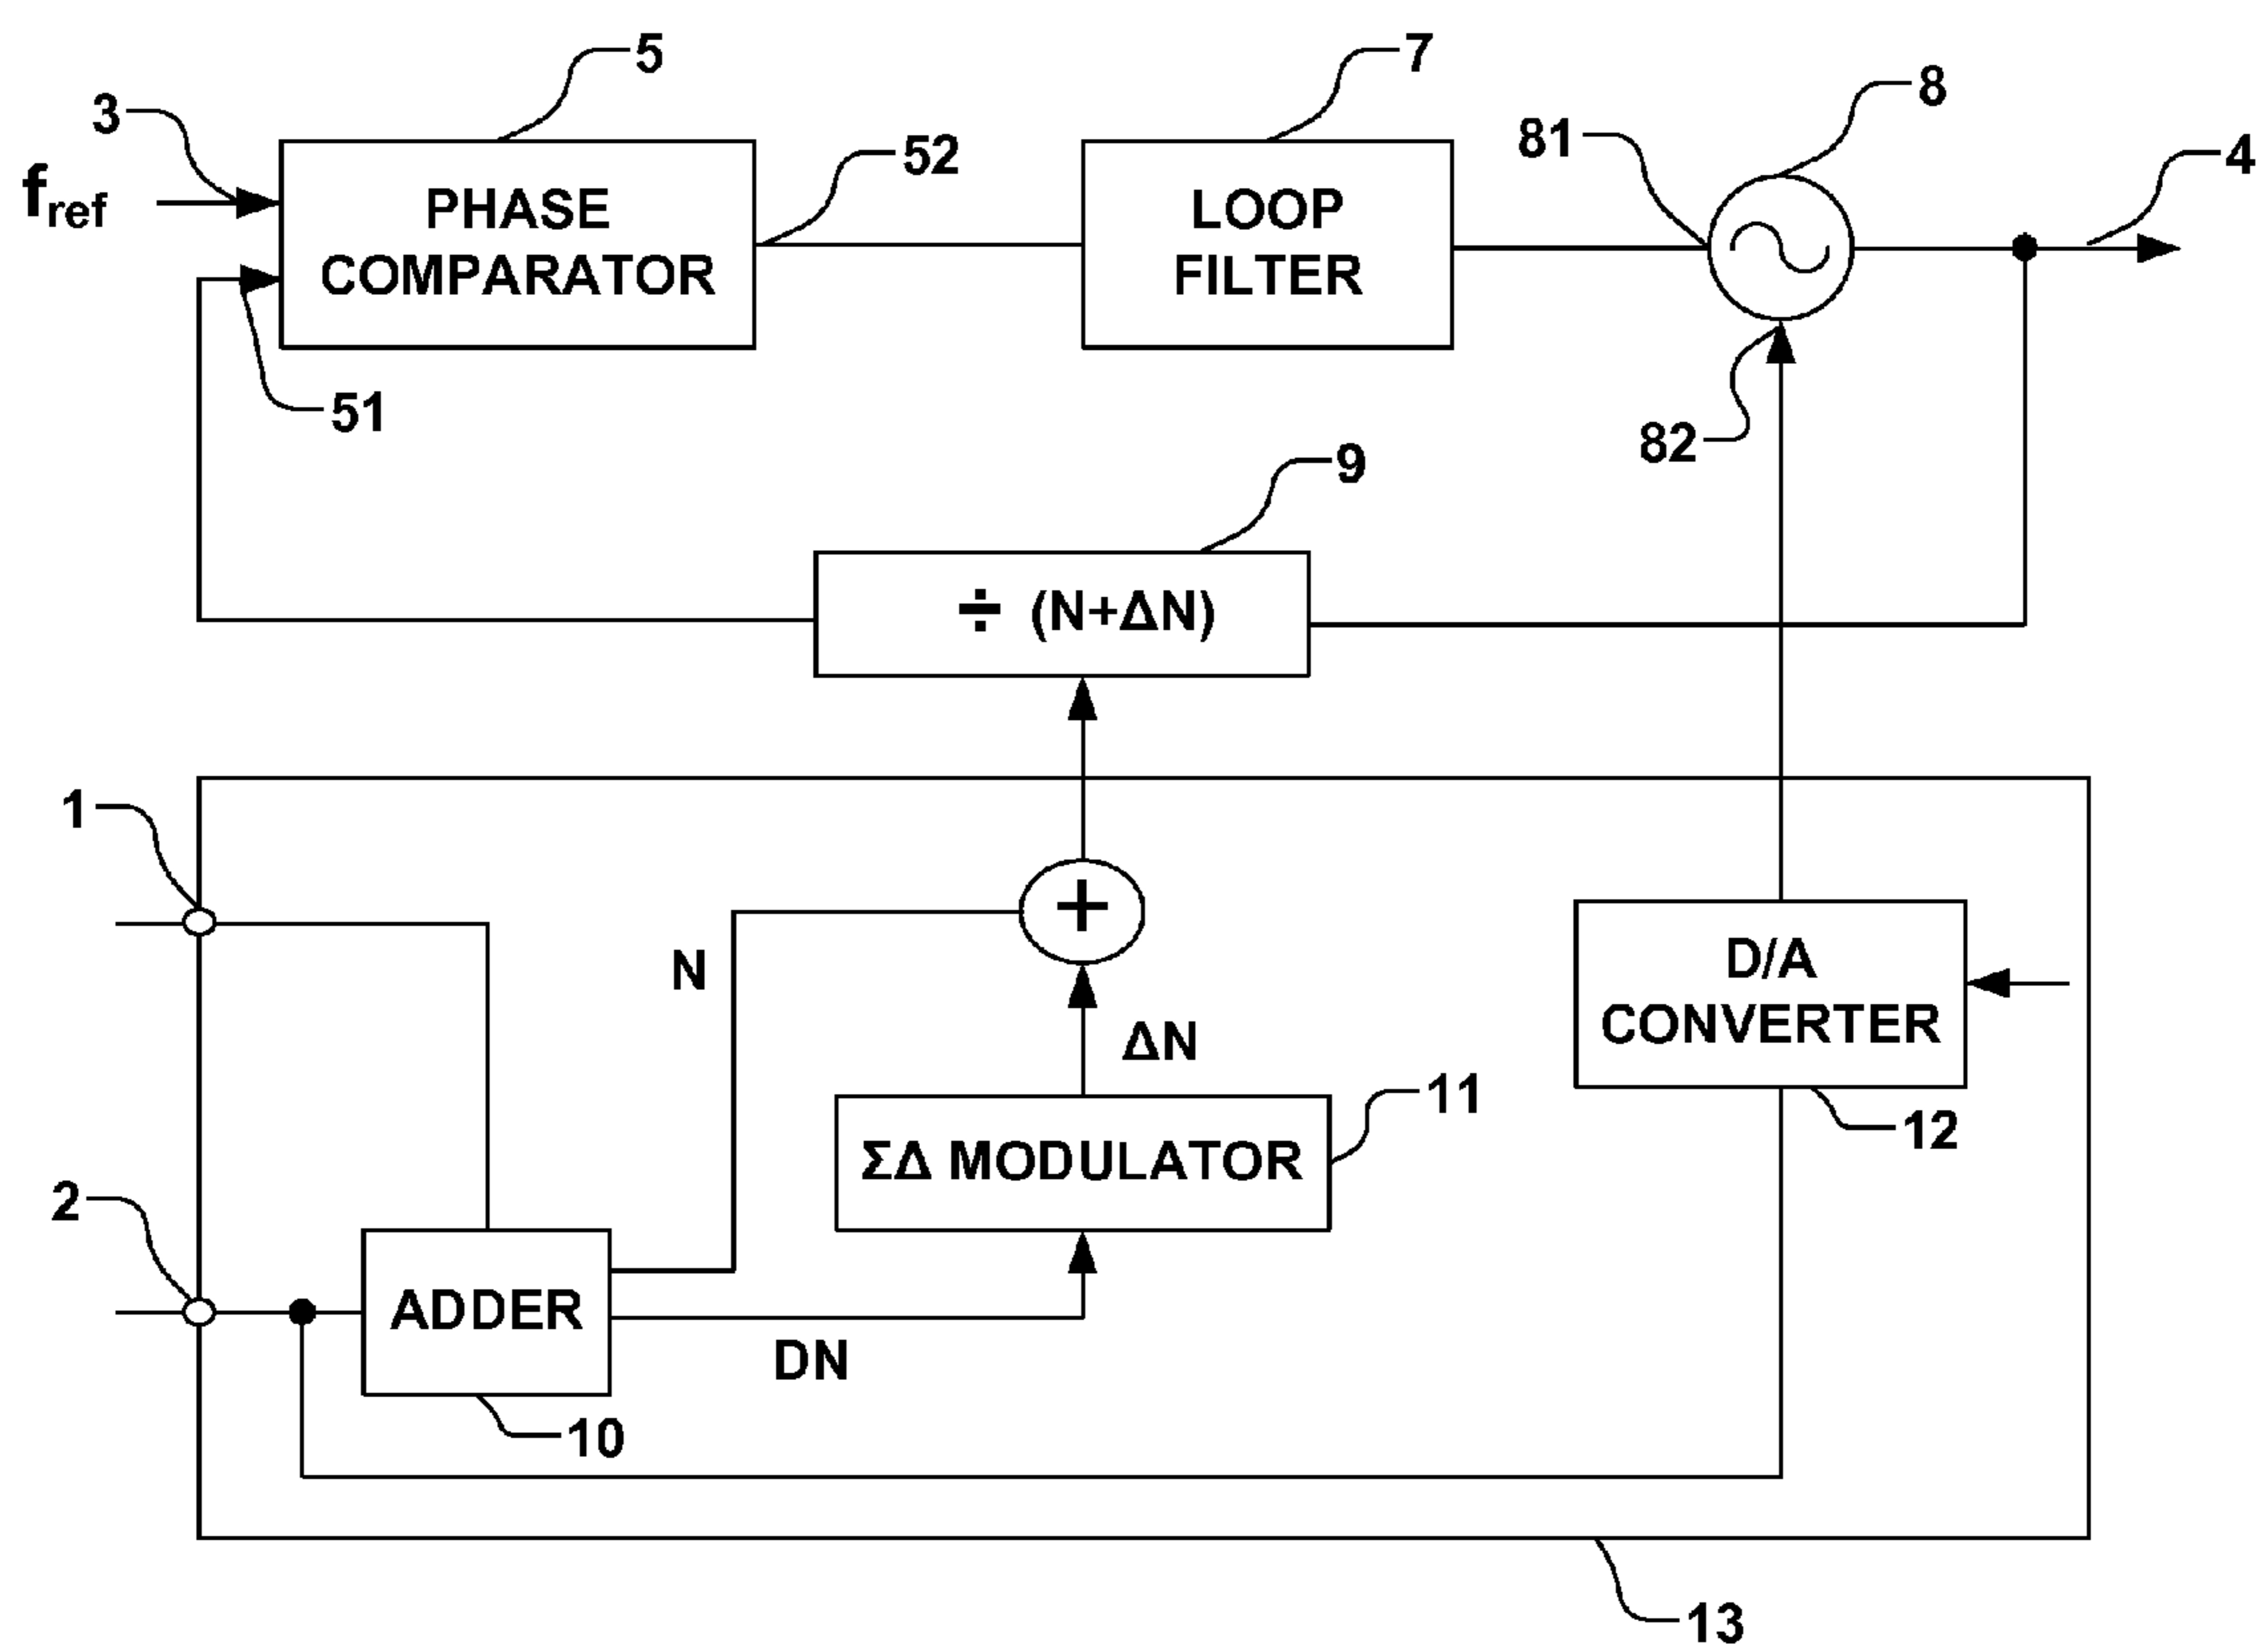 5
7
8
3
81
52
4
fref
PHASE
COMPARATOR
LOOP
FILTER
51
82
9
÷ (N+ΔN)
1
+
N
D/A
CONVERTER
ΔN
11
12
ΣΔ MODULATOR
2
ADDER
DN
10
13